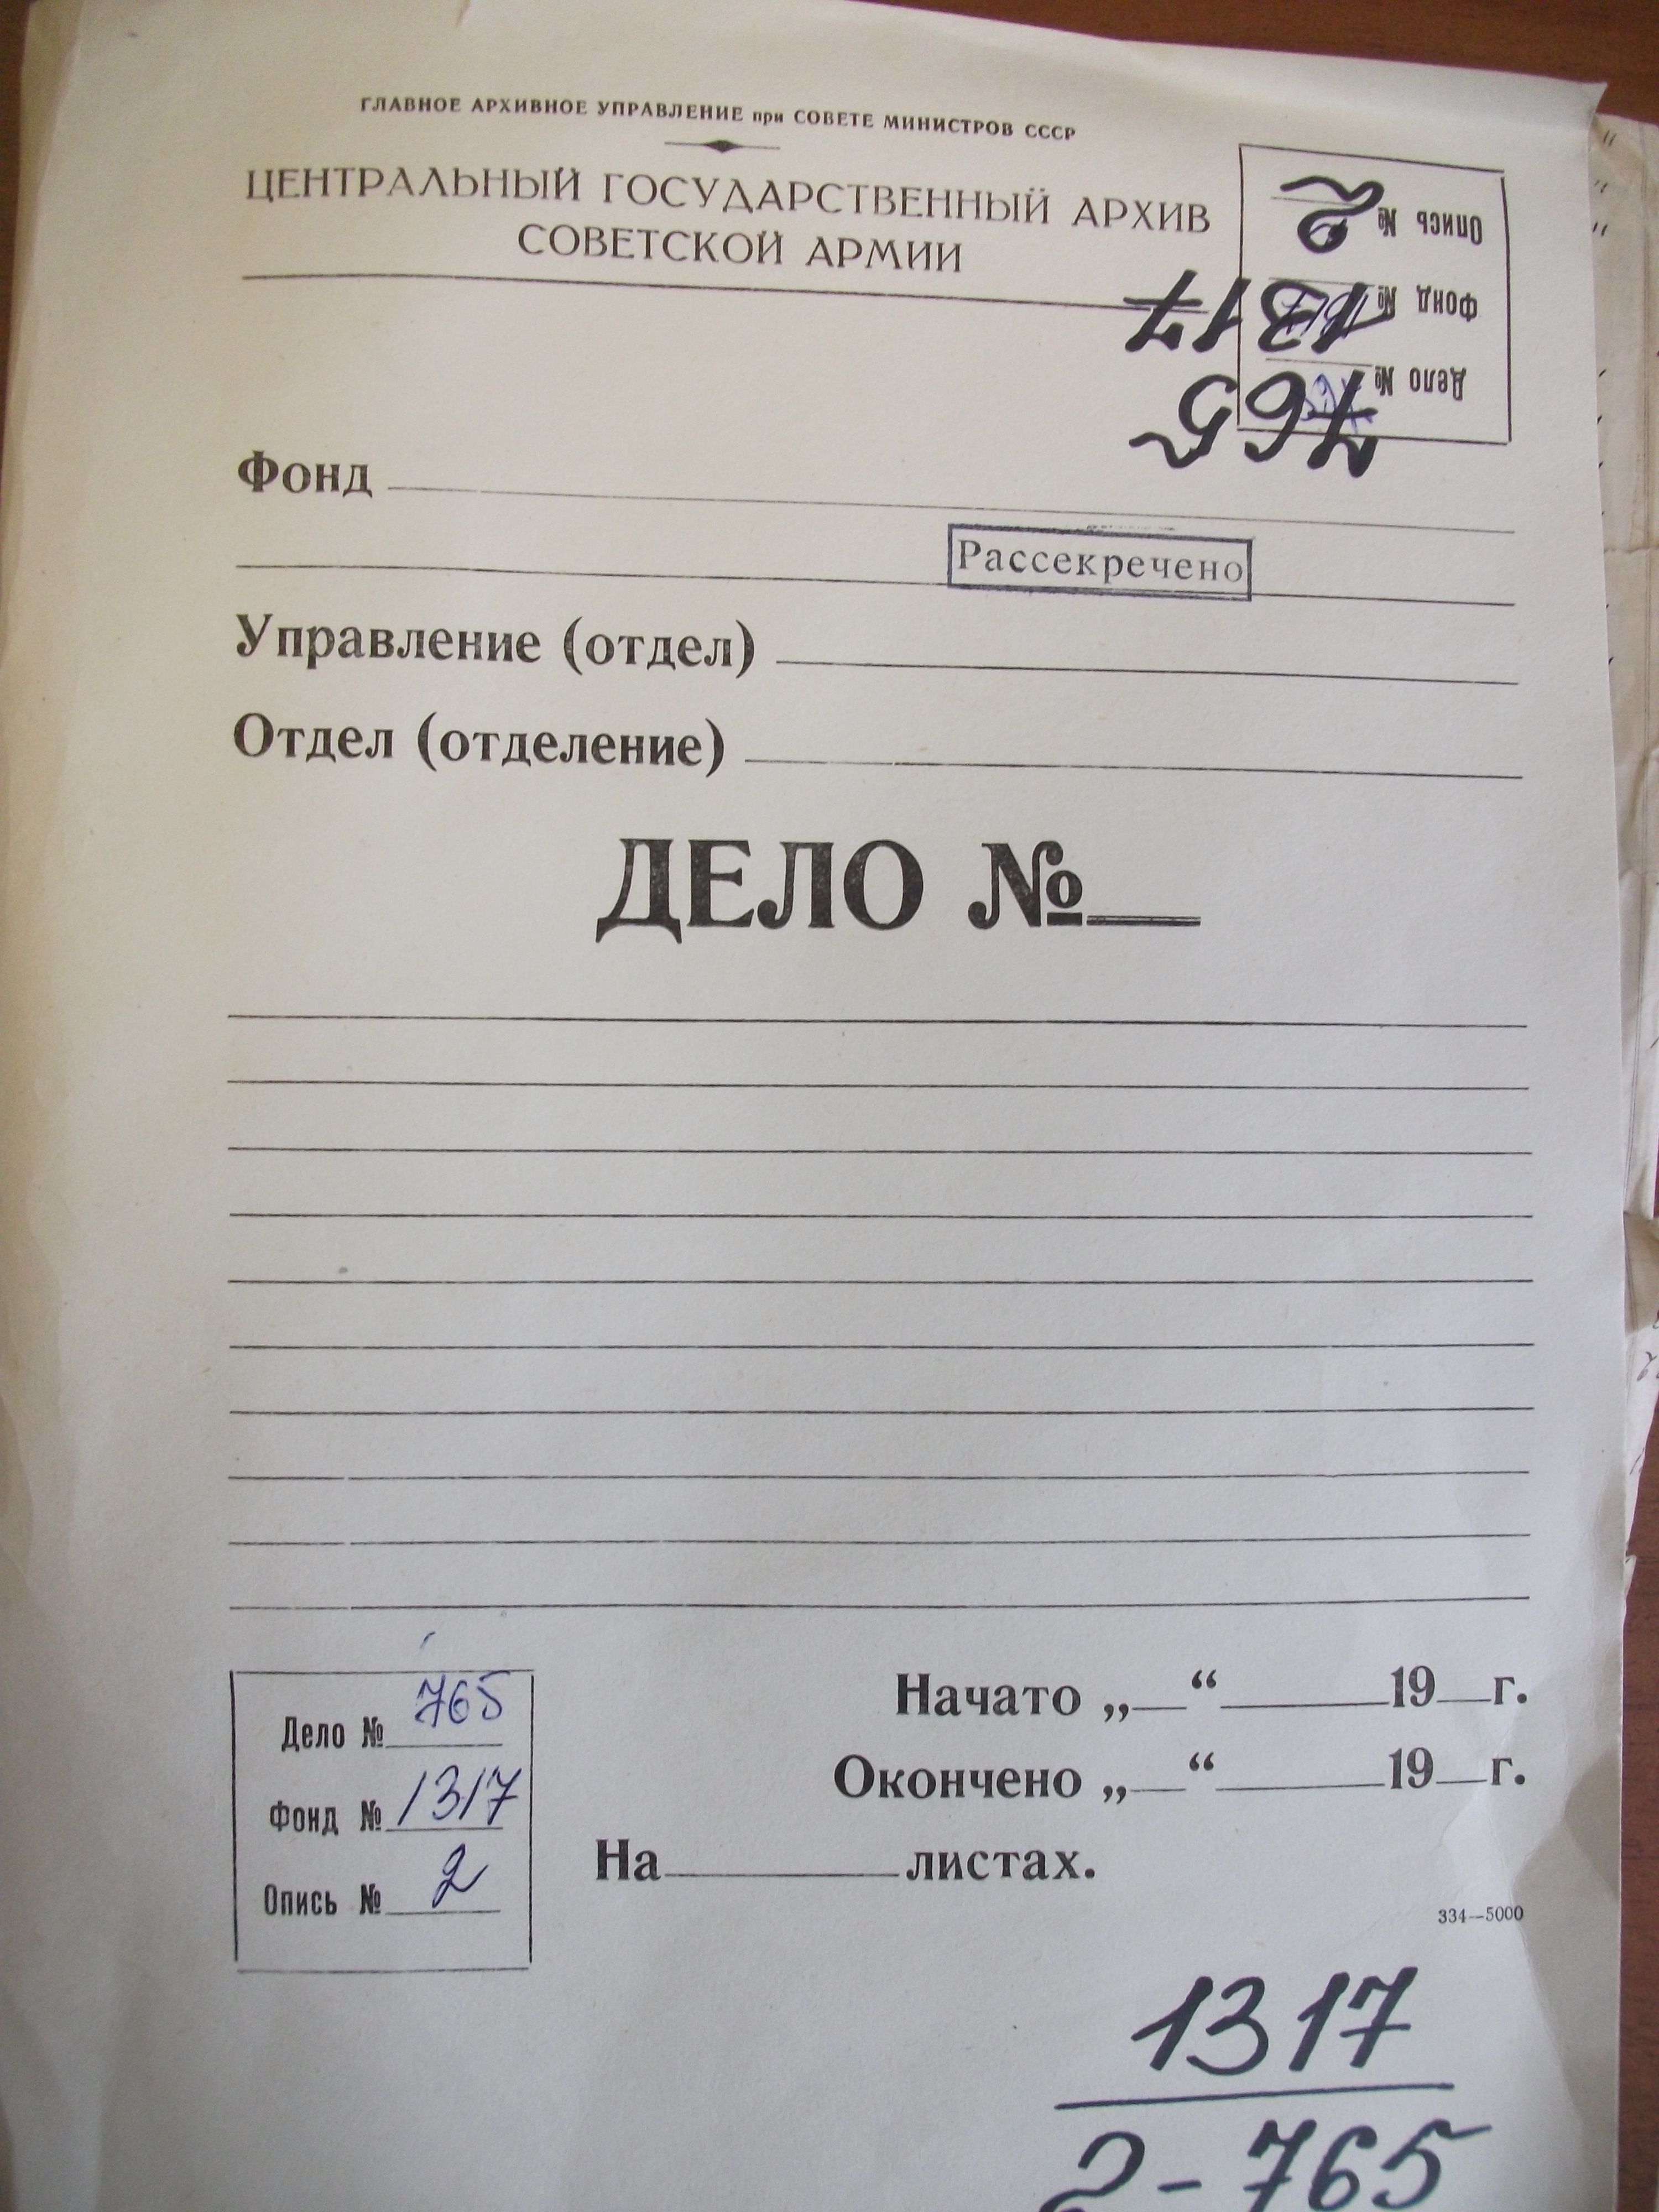 ГЛАВНОЕ АРХИВНОЕ УПРАВЛЕНИЕ при СОВЕТЕ МИНИСТРОВ СССР
ЦЕНТРАЛЬНЫЙ ГОСУДАРСТВЕННЫЙ АРХИВ
СОВЕТСКОЙ АРМИИ
Дело № 765
Фонд № 1317
Опись № 2
Фонд
Рассекречено
Управление (отдел)
Отдел (отделение)
ДЕЛО №
Дело № 765
Фонд № 1317
Опись № 2
Начато „ “ 19 г.
Окончено „ “ 19 г.
На листах.
334—5000
1317
2-765